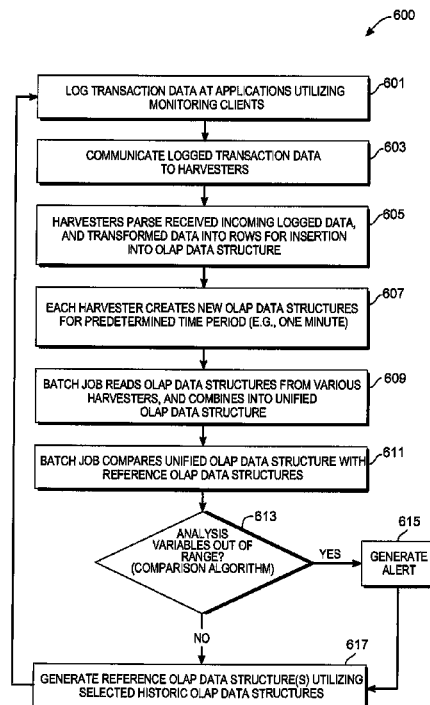 600
LOG TRANSACTION DATA AT APPLICATIONS UTILIZING
MONITORING CLIENTS
601
COMMUNICATE LOGGED TRANSACTION DATA
TO HARVESTERS
603
HARVESTERS PARSE RECEIVED INCOMING LOGGED DATA,
AND TRANSFORMED DATA INTO ROWS FOR INSERTION
INTO OLAP DATA STRUCTURE
605
EACH HARVESTER CREATES NEW OLAP DATA STRUCTURES
FOR PREDETERMINED TIME PERIOD (E.G., ONE MINUTE)
607
BATCH JOB READS OLAP DATA STRUCTURES FROM
VARIOUS HARVESTERS, AND COMBINES INTO UNIFIED
OLAP DATA STRUCTURE
609
BATCH JOB COMPARES UNIFIED OLAP DATA STRUCTURE WITH
REFERENCE OLAP DATA STRUCTURES
611
ANALYSIS
VARIABLES OUT OF
RANGE?
(COMPARISON ALGORITHM)
613
YES
615
GENERATE
ALERT
NO
617
GENERATE REFERENCE OLAP DATA STRUCTURE(S) UTILIZING
SELECTED HISTORIC OLAP DATA STRUCTURES